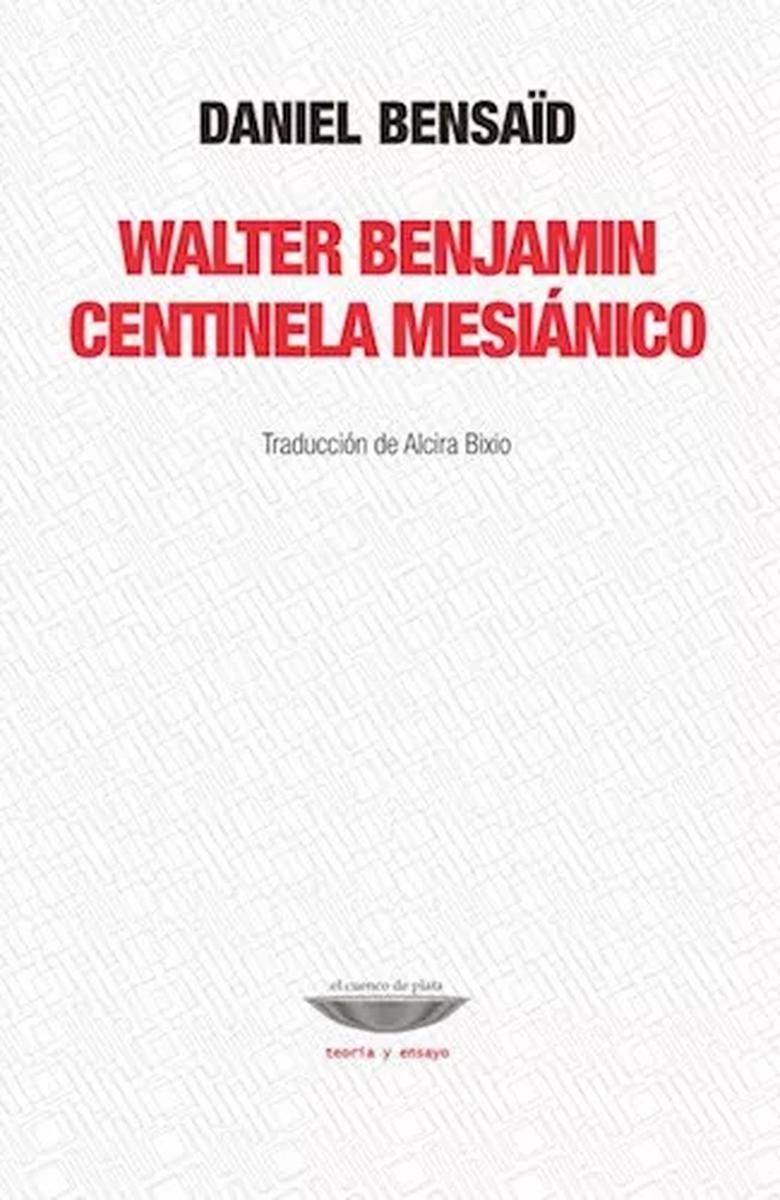 DANIEL BENSAÏD
WALTER BENJAMIN
CENTINELA MESIÁNICO
Traducción de Alcira Bixio
el cuenco de plata
teoría y ensayo